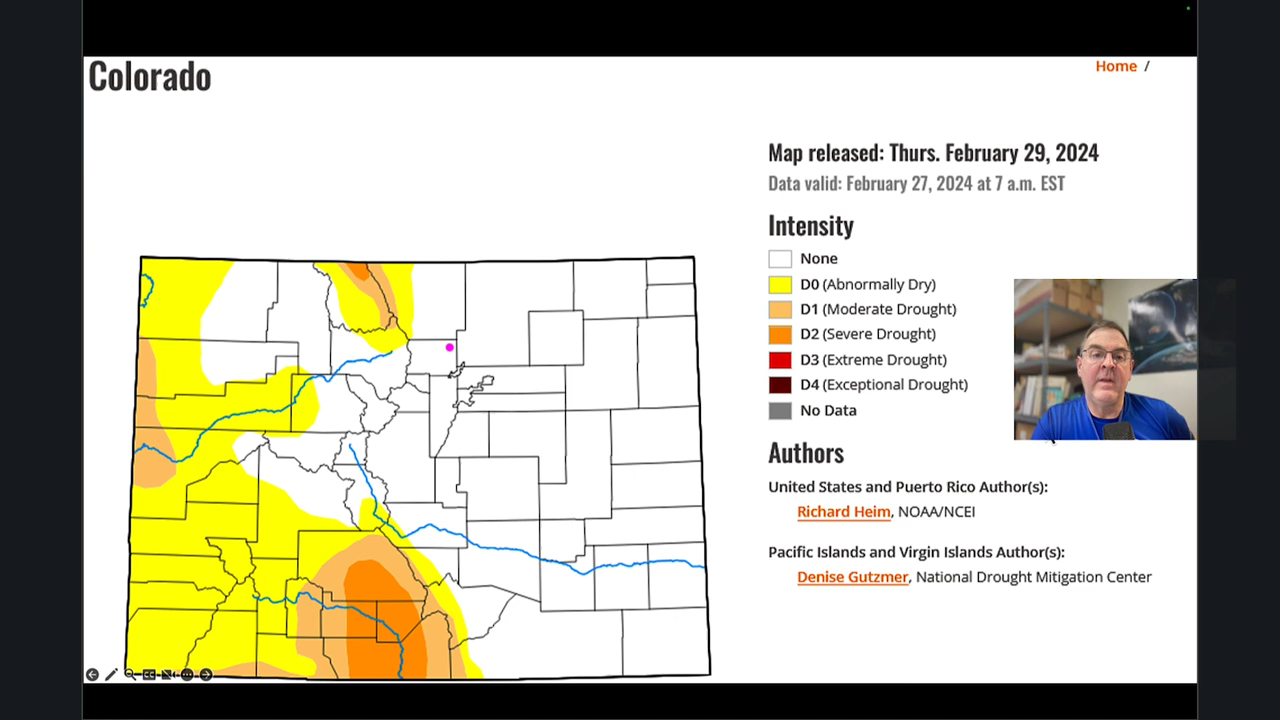 Colorado
Home /
Map released: Thurs. February 29, 2024
Data valid: February 27, 2024 at 7 a.m. EST
Intensity
None
D0 (Abnormally Dry)
D1 (Moderate Drought)
D2 (Severe Drought)
D3 (Extreme Drought)
D4 (Exceptional Drought)
No Data
Authors
United States and Puerto Rico Author(s):
Richard Heim, NOAA/NCEI
Pacific Islands and Virgin Islands Author(s):
Denise Gutzmer, National Drought Mitigation Center